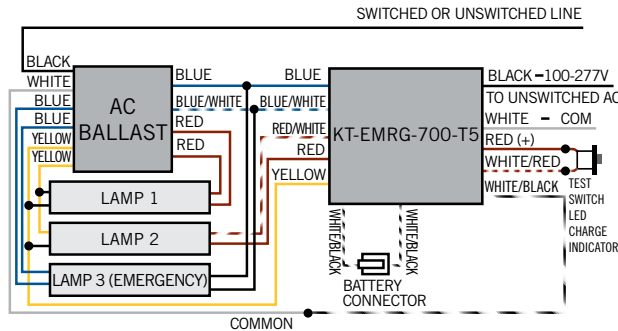 SWITCHED OR UNSWITCHED LINE
BLACK
WHITE
BLUE
BLUE
YELLOW
YELLOW
AC
BALLAST
BLUE
BLUE/WHITE
RED
RED
BLUE
BLUE/WHITE
RED/WHITE
RED
YELLOW
KT-EMRG-700-T5
BLACK –100-277V
TO UNSWITCHED AC
WHITE - COM
RED (+)
WHITE/RED
WHITE/BLACK
TEST
SWITCH
LED
CHARGE
INDICATOR
LAMP 1
LAMP 2
LAMP 3 (EMERGENCY)
WHITE/BLACK
WHITE/BLACK
BATTERY
CONNECTOR
COMMON